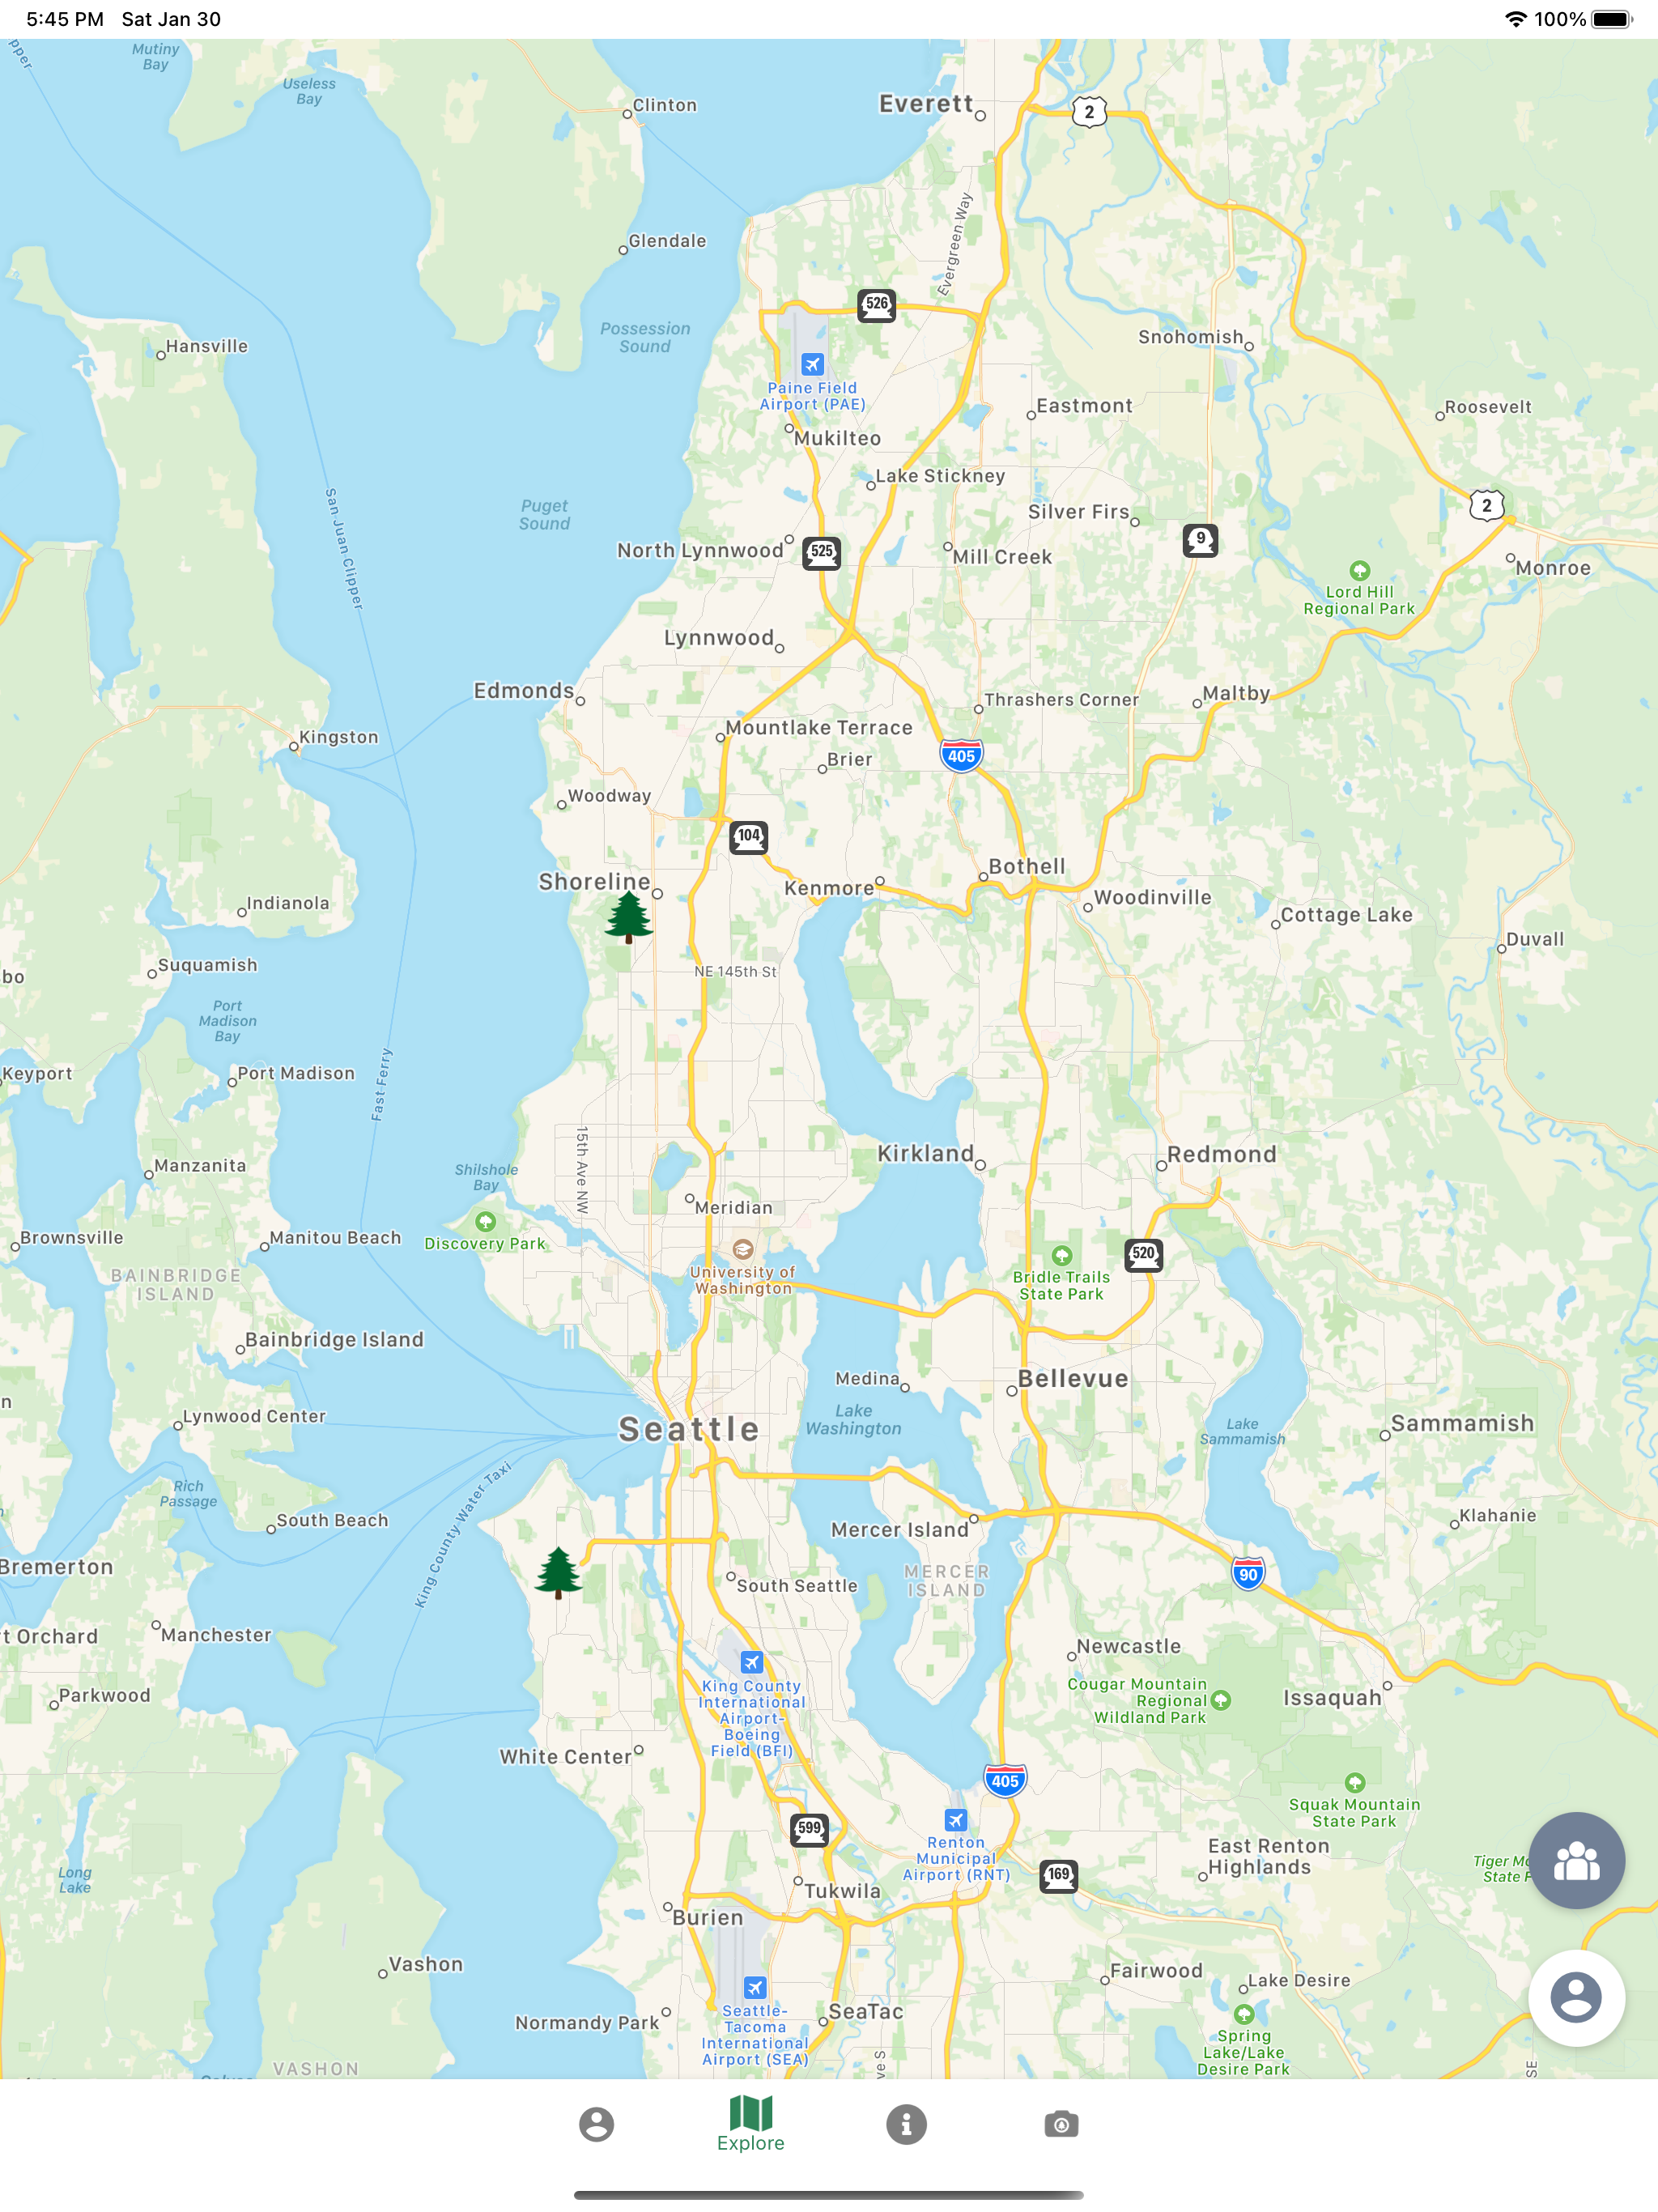 5:45 PM Sat Jan 30
100%
Mutiny
Bay
Useless
Bay
Clinton
Everett
2
Evergreen Way
Glendale
Possession
Sound
526
Hansville
Snohomish
Paine Field
Airport (PAE)
Eastmont
Roosevelt
Mukilteo
Lake Stickney
San Juan Clipper
Puget
Sound
Silver Firs
2
North Lynnwood
525
Mill Creek
9
Monroe
Lord Hill
Regional Park
Lynnwood
Edmonds
Thrashers Corner
Maltby
Kingston
Mountlake Terrace
Brier
405
Woodway
104
Shoreline
Kenmore
Bothell
Woodinville
Indianola
Cottage Lake
Duvall
Suquamish
NE 145th St
Port
Madison
Bay
Keyport
Port Madison
Fast Ferry
15th Ave NW
Kirkland
Redmond
Manzanita
Shilshole
Bay
Meridian
Brownsville
Manitou Beach
Discovery Park
520
BAINBRIDGE
ISLAND
University of
Washington
Bridle Trails
State Park
Bainbridge Island
Medina
Bellevue
Lynwood Center
Lake
Washington
Seattle
Lake
Sammamish
Sammamish
Rich
Passage
King County Water Taxi
South Beach
Mercer Island
Klahanie
Bremerton
MERCER
ISLAND
90
South Seattle
t Orchard
Manchester
Newcastle
Parkwood
King County
International
Airport-
Boeing
Field (BFI)
Cougar Mountain
Regional
Wildland Park
Issaquah
White Center
405
Squak Mountain
State Park
599
Renton
Municipal
Airport (RNT)
East Renton
Highlands
169
Long
Lake
Tukwila
Burien
Vashon
Fairwood
Lake Desire
Normandy Park
Seattle-
Tacoma
International
Airport (SEA)
SeaTac
Spring
Lake/Lake
Desire Park
VASHON
ve S
SE
Explore